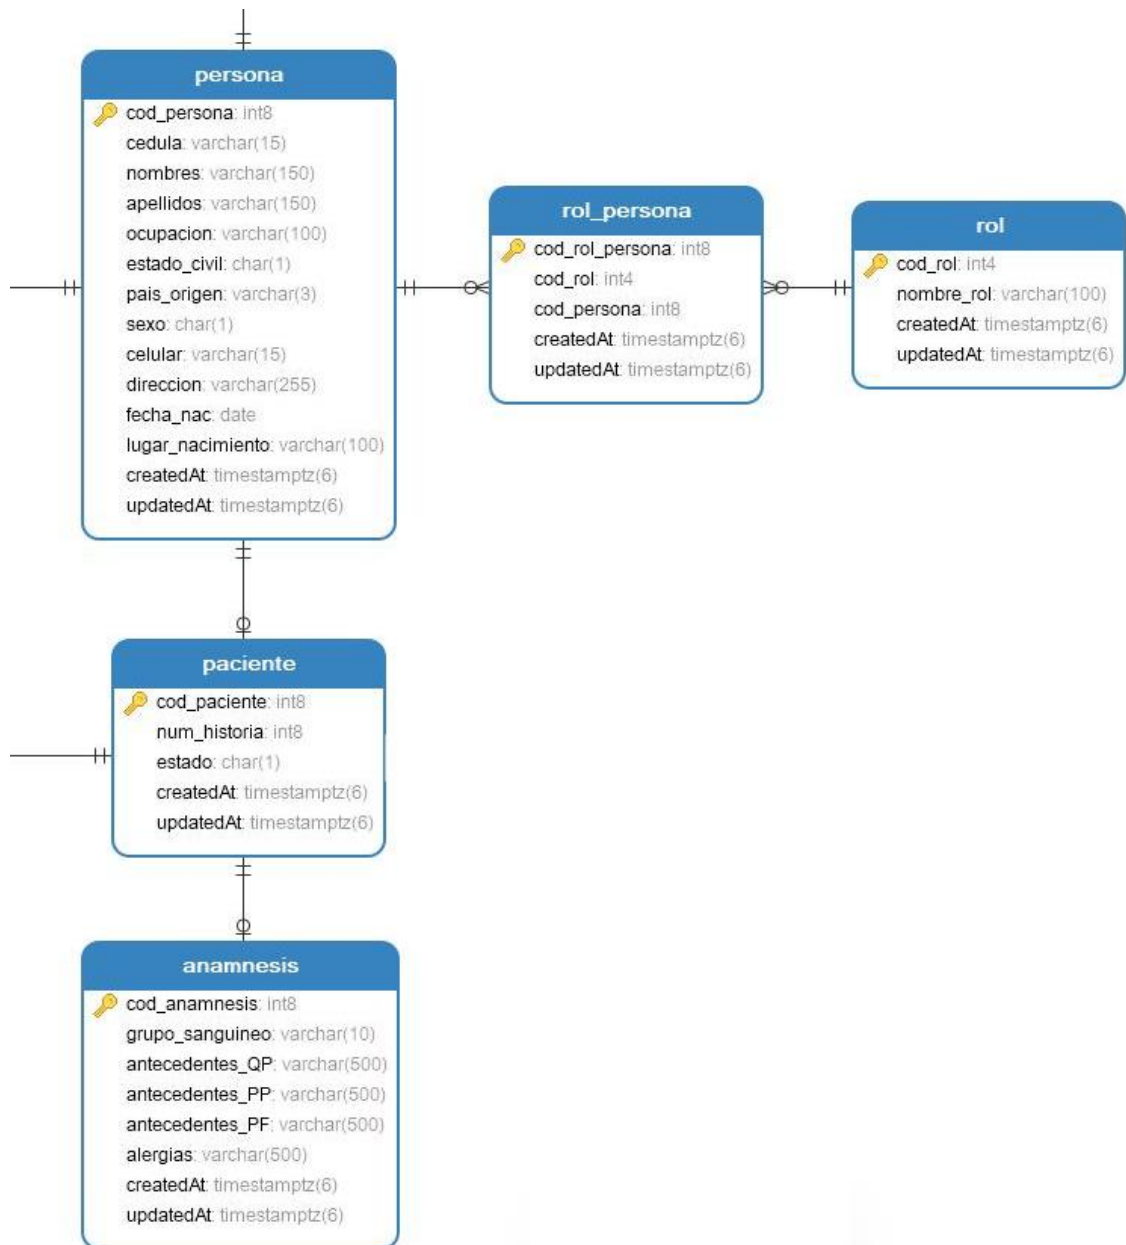 persona
cod_persona: int8
cedula: varchar(15)
nombres: varchar(150)
apellidos: varchar(150)
ocupacion: varchar(100)
estado_civil: char(1)
pais_origen: varchar(3)
sexo: char(1)
celular: varchar(15)
direccion: varchar(255)
fecha_nac: date
lugar_nacimiento: varchar(100)
createdAt: timestamptz(6)
updatedAt: timestamptz(6)
rol_persona
cod_rol_persona: int8
cod_rol: int4
cod_persona: int8
createdAt: timestamptz(6)
updatedAt: timestamptz(6)
rol
cod_rol: int4
nombre_rol: varchar(100)
createdAt: timestamptz(6)
updatedAt: timestamptz(6)
paciente
cod_paciente: int8
num_historia: int8
estado: char(1)
createdAt: timestamptz(6)
updatedAt: timestamptz(6)
anamnesis
cod_anamnesis: int8
grupo_sanguineo: varchar(10)
antecedentes_QP: varchar(500)
antecedentes_PP: varchar(500)
antecedentes_PF: varchar(500)
alergias: varchar(500)
createdAt: timestamptz(6)
updatedAt: timestamptz(6)